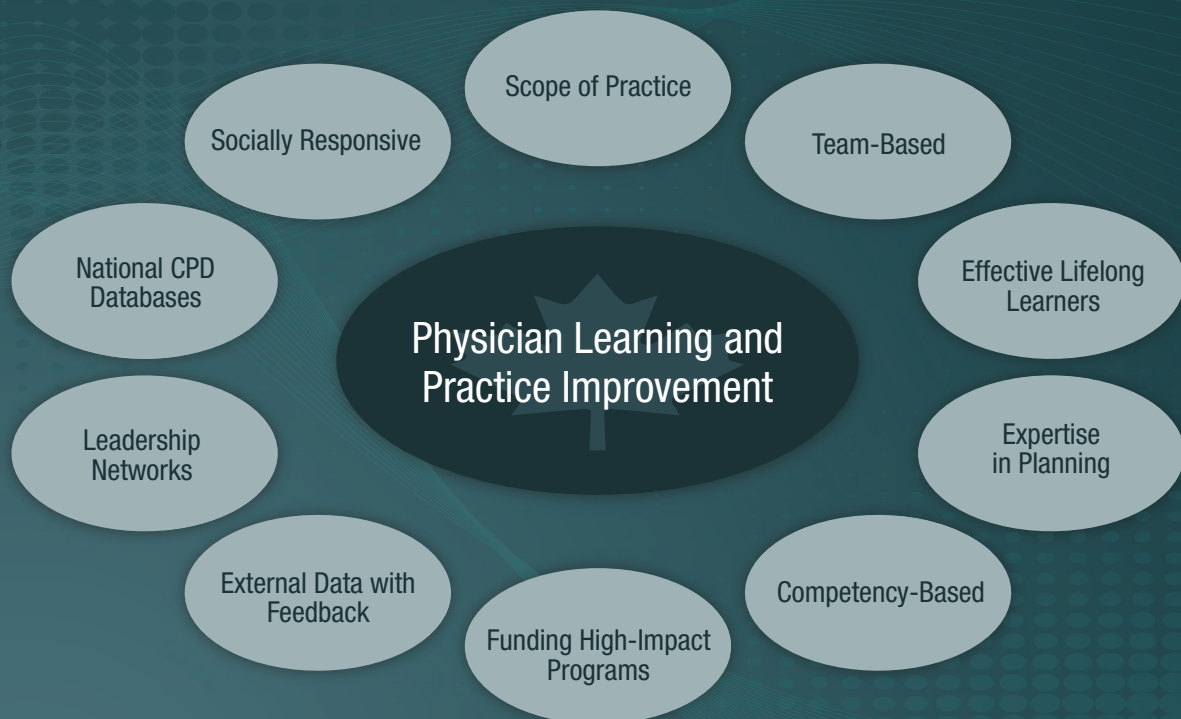 Scope of Practice
Socially Responsive
Team-Based
National CPD
Databases
Effective Lifelong
Learners
Physician Learning and
Practice Improvement
Leadership
Networks
Expertise
in Planning
External Data with
Feedback
Competency-Based
Funding High-Impact
Programs